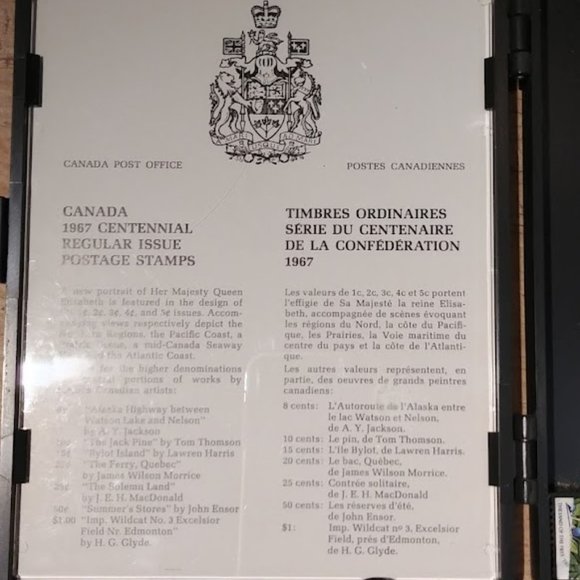 CANADA POST OFFICE
POSTES CANADIENNES
CANADA
1967 CENTENNIAL
REGULAR ISSUE
POSTAGE STAMPS
A new portrait of Her Majesty Queen
Elizabeth is featured in the design of
2¢, 3¢, 4¢, and 5¢ issues. Accom-
views respectively depict the
Regions, the Pacific Coast, a
a mid-Canada Seaway
the Atlantic Coast.
for the higher denominations
portions of works by
Canadian artists:
"Alaska Highway between
Watson Lake and Nelson"
by A. Y. Jackson
"The Jack Pine" by Tom Thomson
"Bylot Island" by Lawren Harris
"The Ferry, Quebec"
by James Wilson Morrice
"The Solemn Land"
by J. E. H. MacDonald
50¢ "Summer's Stores" by John Ensor
$1.00 "Imp. Wildcat No. 3 Excelsior
Field Nr. Edmonton"
by H. G. Glyde.
TIMBRES ORDINAIRES
SÉRIE DU CENTENAIRE
DE LA CONFÉDÉRATION
1967
Les valeurs de 1c, 2c, 3c, 4c et 5c portent
l'effigie de Sa Majesté la reine Elisa-
beth, accompagnée de scènes évoquant
les régions du Nord, la côte du Pacifi-
que, les Prairies, la Voie maritime du
centre du pays et la côte de l'Atlanti-
que.
Les autres valeurs représentent, en
partie, des oeuvres de grands peintres
canadiens:
8 cents: L'Autoroute de l'Alaska entre
le lac Watson et Nelson,
de A. Y. Jackson.
10 cents: Le pin, de Tom Thomson.
15 cents: L'Ile Bylot, de Lawren Harris.
20 cents: Le bac, Québec,
de James Wilson Morrice.
25 cents: Contrée solitaire,
de J. E. H. MacDonald
50 cents: Les réserves d'été,
de John Ensor.
$1: Imp. Wildcat nº 3, Excelsior
Field, près d'Edmonton,
de H. G. Glyde.